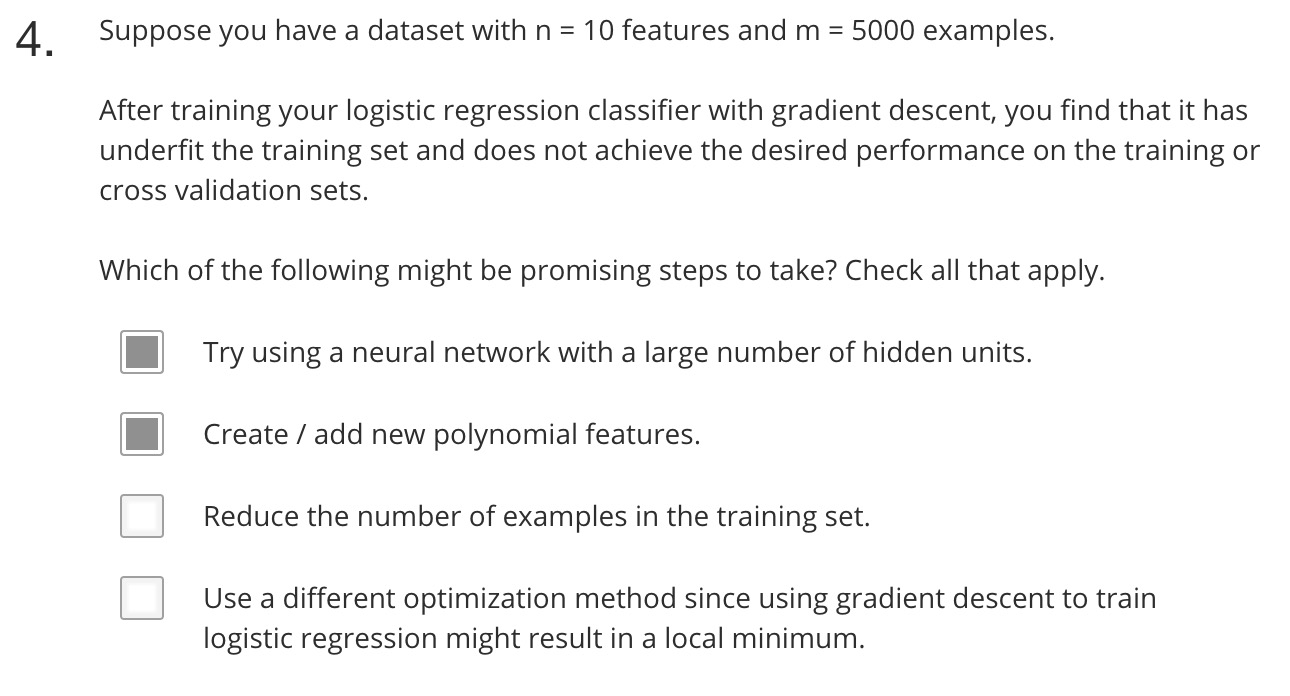 4. Suppose you have a dataset with n = 10 features and m = 5000 examples.
After training your logistic regression classifier with gradient descent, you find that it has
underfit the training set and does not achieve the desired performance on the training or
cross validation sets.
Which of the following might be promising steps to take? Check all that apply.
Try using a neural network with a large number of hidden units.
Create / add new polynomial features.
Reduce the number of examples in the training set.
Use a different optimization method since using gradient descent to train
logistic regression might result in a local minimum.